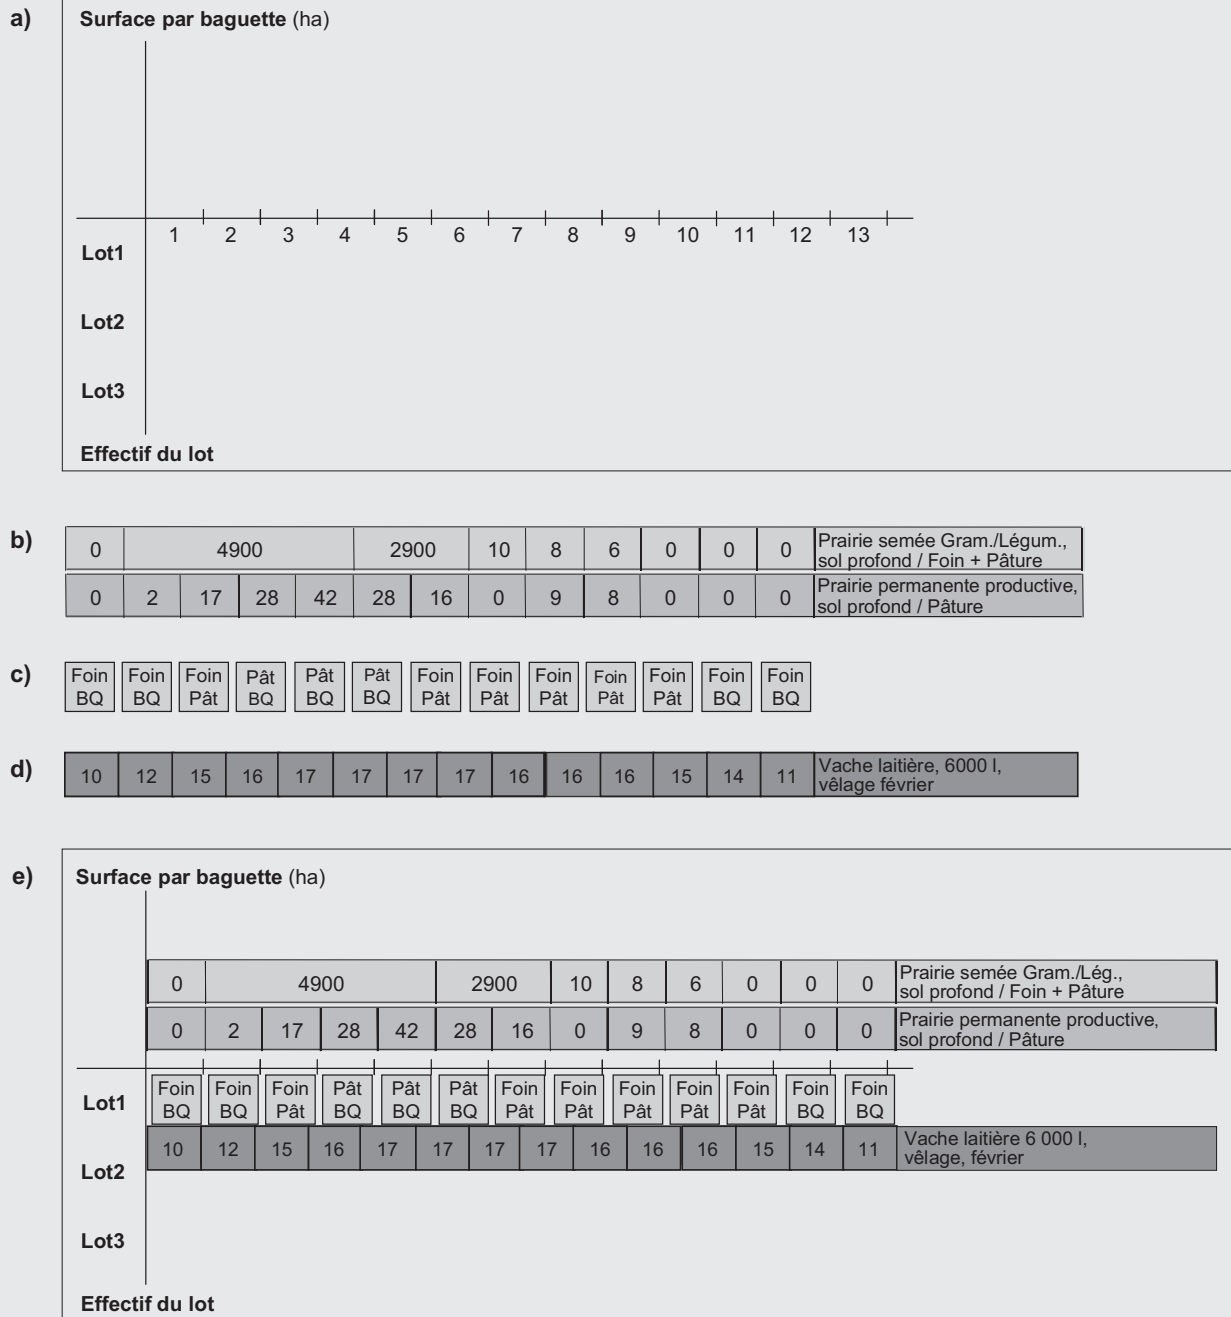 a)
Surface par baguette (ha)
1 2 3 4 5 6 7 8 9 10 11 12 13
Lot1
Lot2
Lot3
Effectif du lot
b)
0 4900 2900 10 8 6 0 0 0 Prairie semée Gram./Légum.,
sol profond / Foin + Pâture
0 2 17 28 42 28 16 0 9 8 0 0 0 Prairie permanente productive,
sol profond / Pâture
c)
Foin Foin Foin Pât Pât Pât Foin Foin Foin Foin Foin Foin Foin
BQ BQ Pât BQ BQ BQ Pât Pât Pât Pât Pât BQ BQ
d)
10 12 15 16 17 17 17 17 16 16 16 15 14 11 Vache laitière, 6000 l,
vêlage février
e)
Surface par baguette (ha)
0 4900 2900 10 8 6 0 0 0 Prairie semée Gram./Lég.,
sol profond / Foin + Pâture
0 2 17 28 42 28 16 0 9 8 0 0 0 Prairie permanente productive,
sol profond / Pâture
Lot1
Foin Foin Foin Pât Pât Pât Foin Foin Foin Foin Foin Foin Foin
BQ BQ Pât BQ BQ BQ Pât Pât Pât Pât Pât BQ BQ
10 12 15 16 17 17 17 17 16 16 16 15 14 11 Vache laitière 6 000 l,
vêlage, février
Lot2
Lot3
Effectif du lot